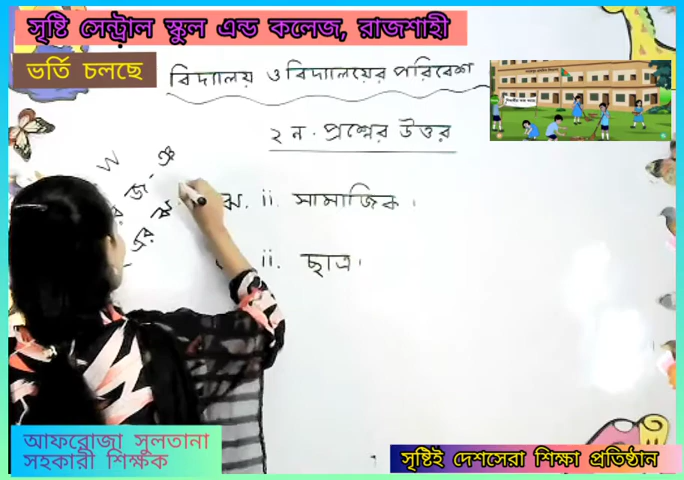 সৃষ্টি সেন্ট্রাল স্কুল এন্ড কলেজ, রাজশাহী
ভর্তি চলছে
বিদ্যালয় ও বিদ্যালয়ের পরিবেশ
২ ন. প্রশ্নের উত্তর
ঝ. ii. সামাজিক।
ii. ছাত্র।
আফরোজা সুলতানা
সহকারী শিক্ষক
সৃষ্টিই দেশসেরা শিক্ষা প্রতিষ্ঠান